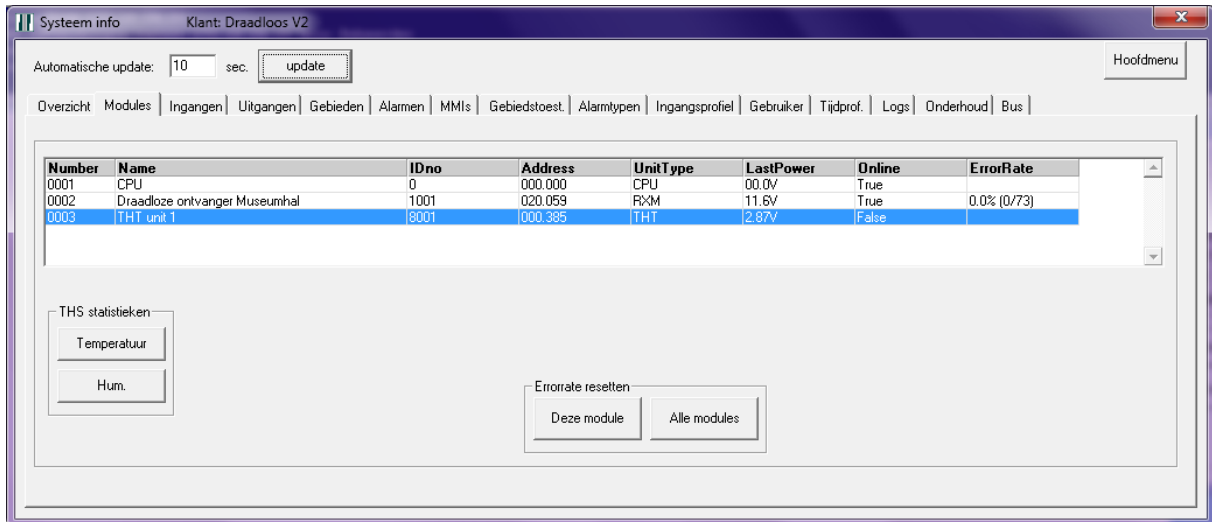 Systeem info Klant: Draadloos V2
Automatische update: 10 sec. update Hoofdmenu
Overzicht Modules Ingangen Uitgangen Gebieden Alarmen MMIs Gebiedstoest. Alarmtypen Ingangsprofiel Gebruiker Tijdprof. Logs Onderhoud Bus
Number Name IDno Address UnitType LastPower Online ErrorRate
0001 CPU 0 000.000 CPU 00.0V True
0002 Draadloze ontvanger Museumhal 1001 020.059 RXM 11.6V True 0.0% (0/73)
0003 THT unit 1 8001 000.385 THT 2.87V False
THS statistieken
Temperatuur
Hum.
Errorrate resetten
Deze module Alle modules